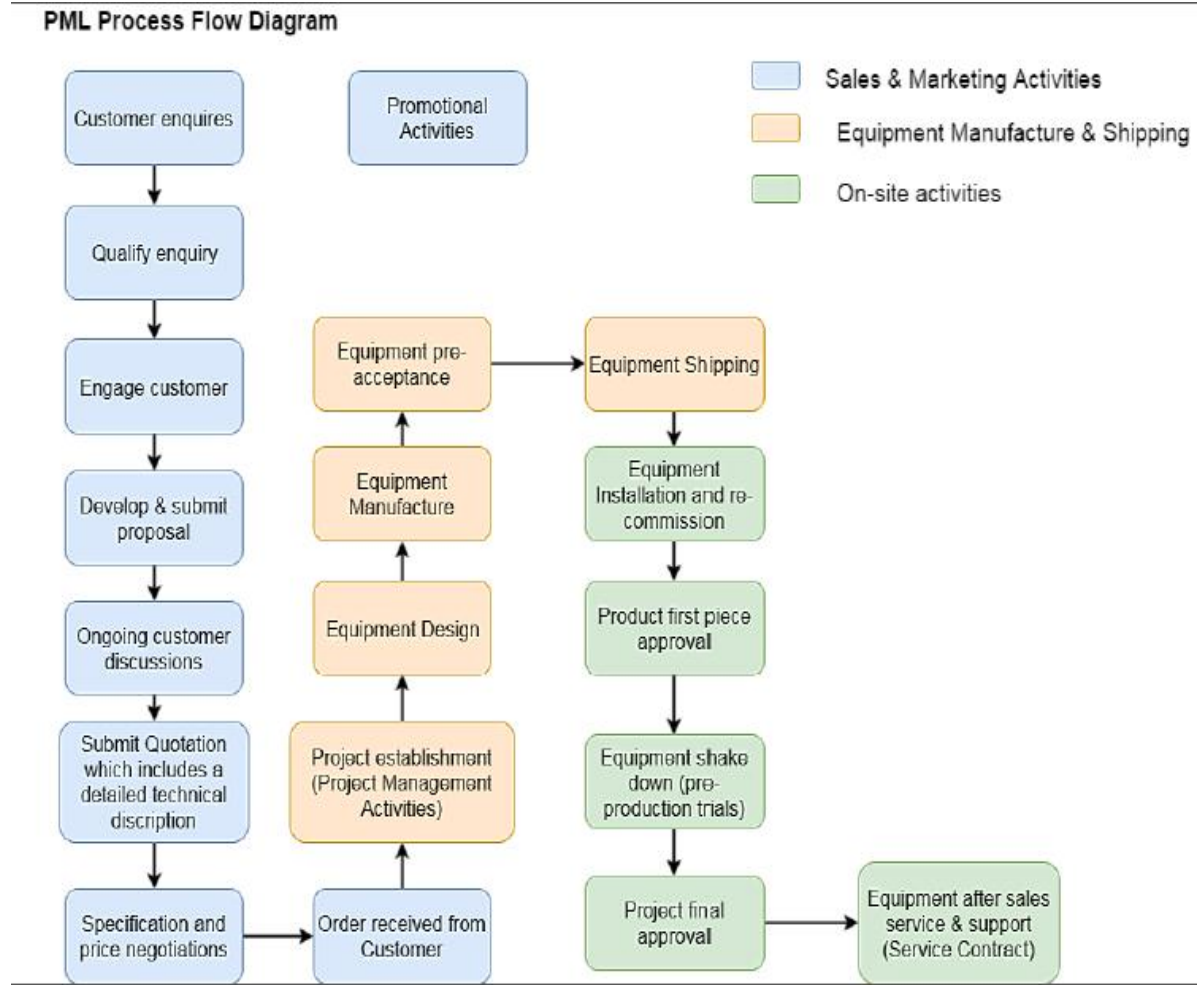 PML Process Flow Diagram
Customer enquires
Promotional
Activities
Sales & Marketing Activities
Equipment Manufacture & Shipping
On-site activities
Qualify enquiry
Engage customer
Develop & submit
proposal
Ongoing customer
discussions
Submit Quotation
which includes a
detailed technical
discription
Specification and
price negotiations
Order received from
Customer
Project establishment
(Project Management
Activities)
Equipment Design
Equipment
Manufacture
Equipment pre-
acceptance
Equipment Shipping
Equipment
Installation and re-
commission
Product first piece
approval
Equipment shake
down (pre-
production trials)
Project final
approval
Equipment after sales
service & support
(Service Contract)